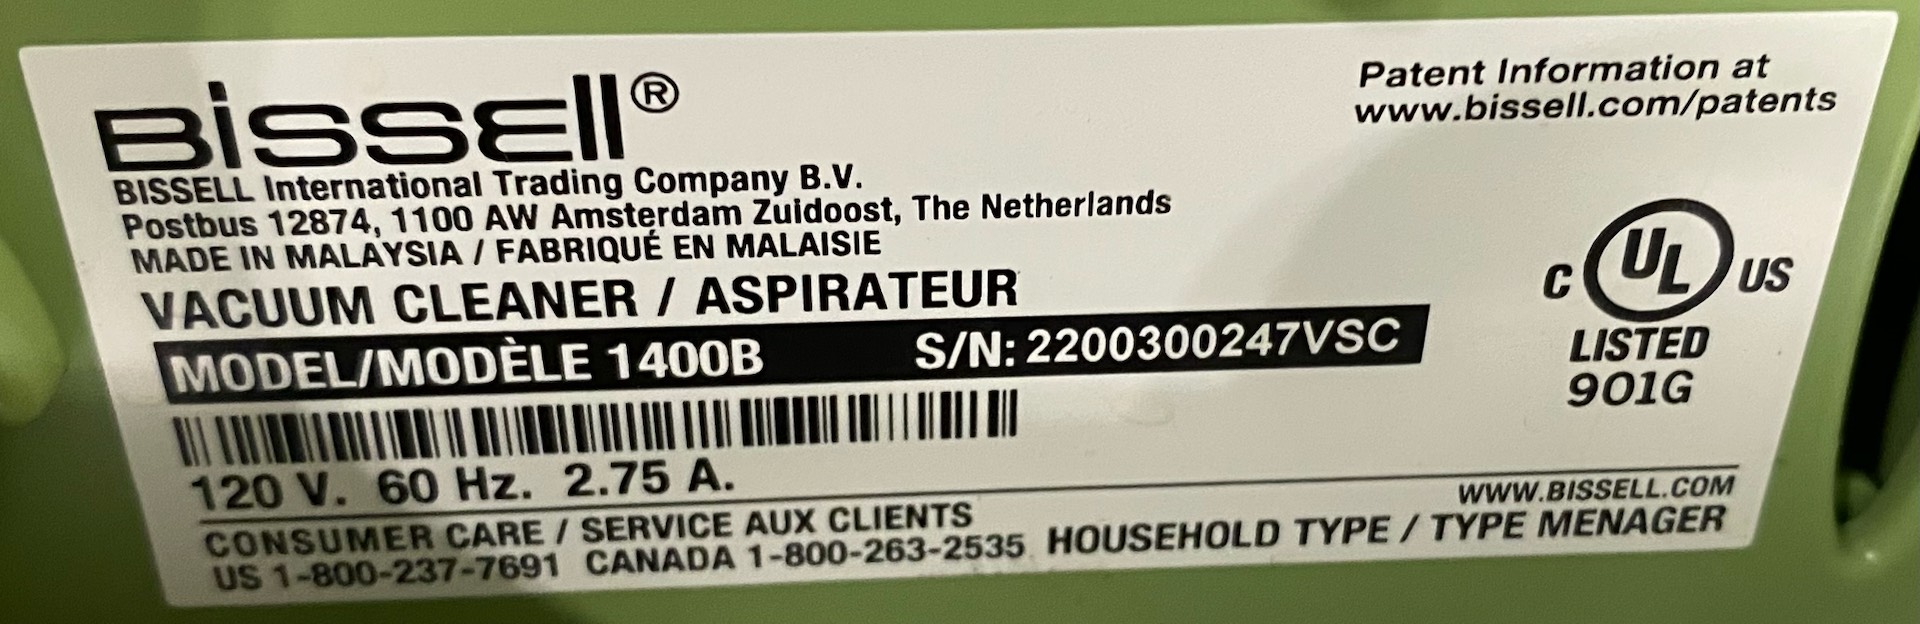 BISSELL®
BISSELL International Trading Company B.V.
Postbus 12874, 1100 AW Amsterdam Zuidoost, The Netherlands
MADE IN MALAYSIA / FABRIQUÉ EN MALAISIE
VACUUM CLEANER / ASPIRATEUR
MODEL/MODÈLE 1400B S/N: 2200300247VSC
120 V. 60 Hz. 2.75 A.
CONSUMER CARE / SERVICE AUX CLIENTS
US 1-800-237-7691 CANADA 1-800-263-2535
Patent Information at
www.bissell.com/patents
C UL US
LISTED
901G
WWW.BISSELL.COM
HOUSEHOLD TYPE / TYPE MENAGER